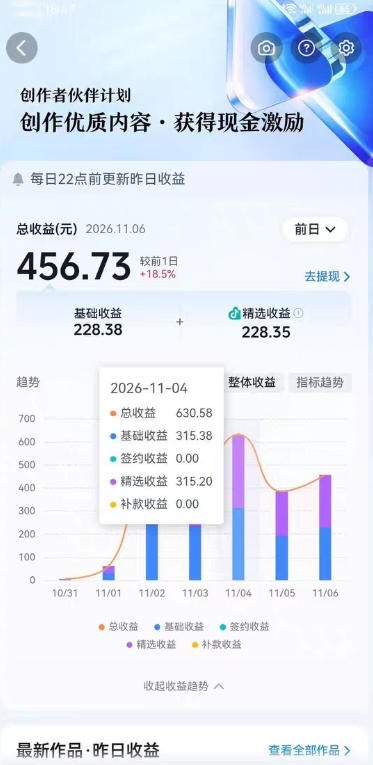 创作者伙伴计划
创作优质内容·获得现金激励
每日22点前更新昨日收益
总收益(元) 2026.11.06
前日
456.73
较前1日
+18.5%
去提现
基础收益
228.38
+
精选收益
228.35
趋势
整体收益
指标趋势
2026-11-04
总收益 630.58
基础收益 315.38
签约收益 0.00
精选收益 315.20
补款收益 0.00
700
600
500
400
300
200
100
0
10/31 11/01 11/02 11/03 11/04 11/05 11/06
总收益 基础收益 签约收益
精选收益 补款收益
收起收益趋势
最新作品·昨日收益
查看全部作品